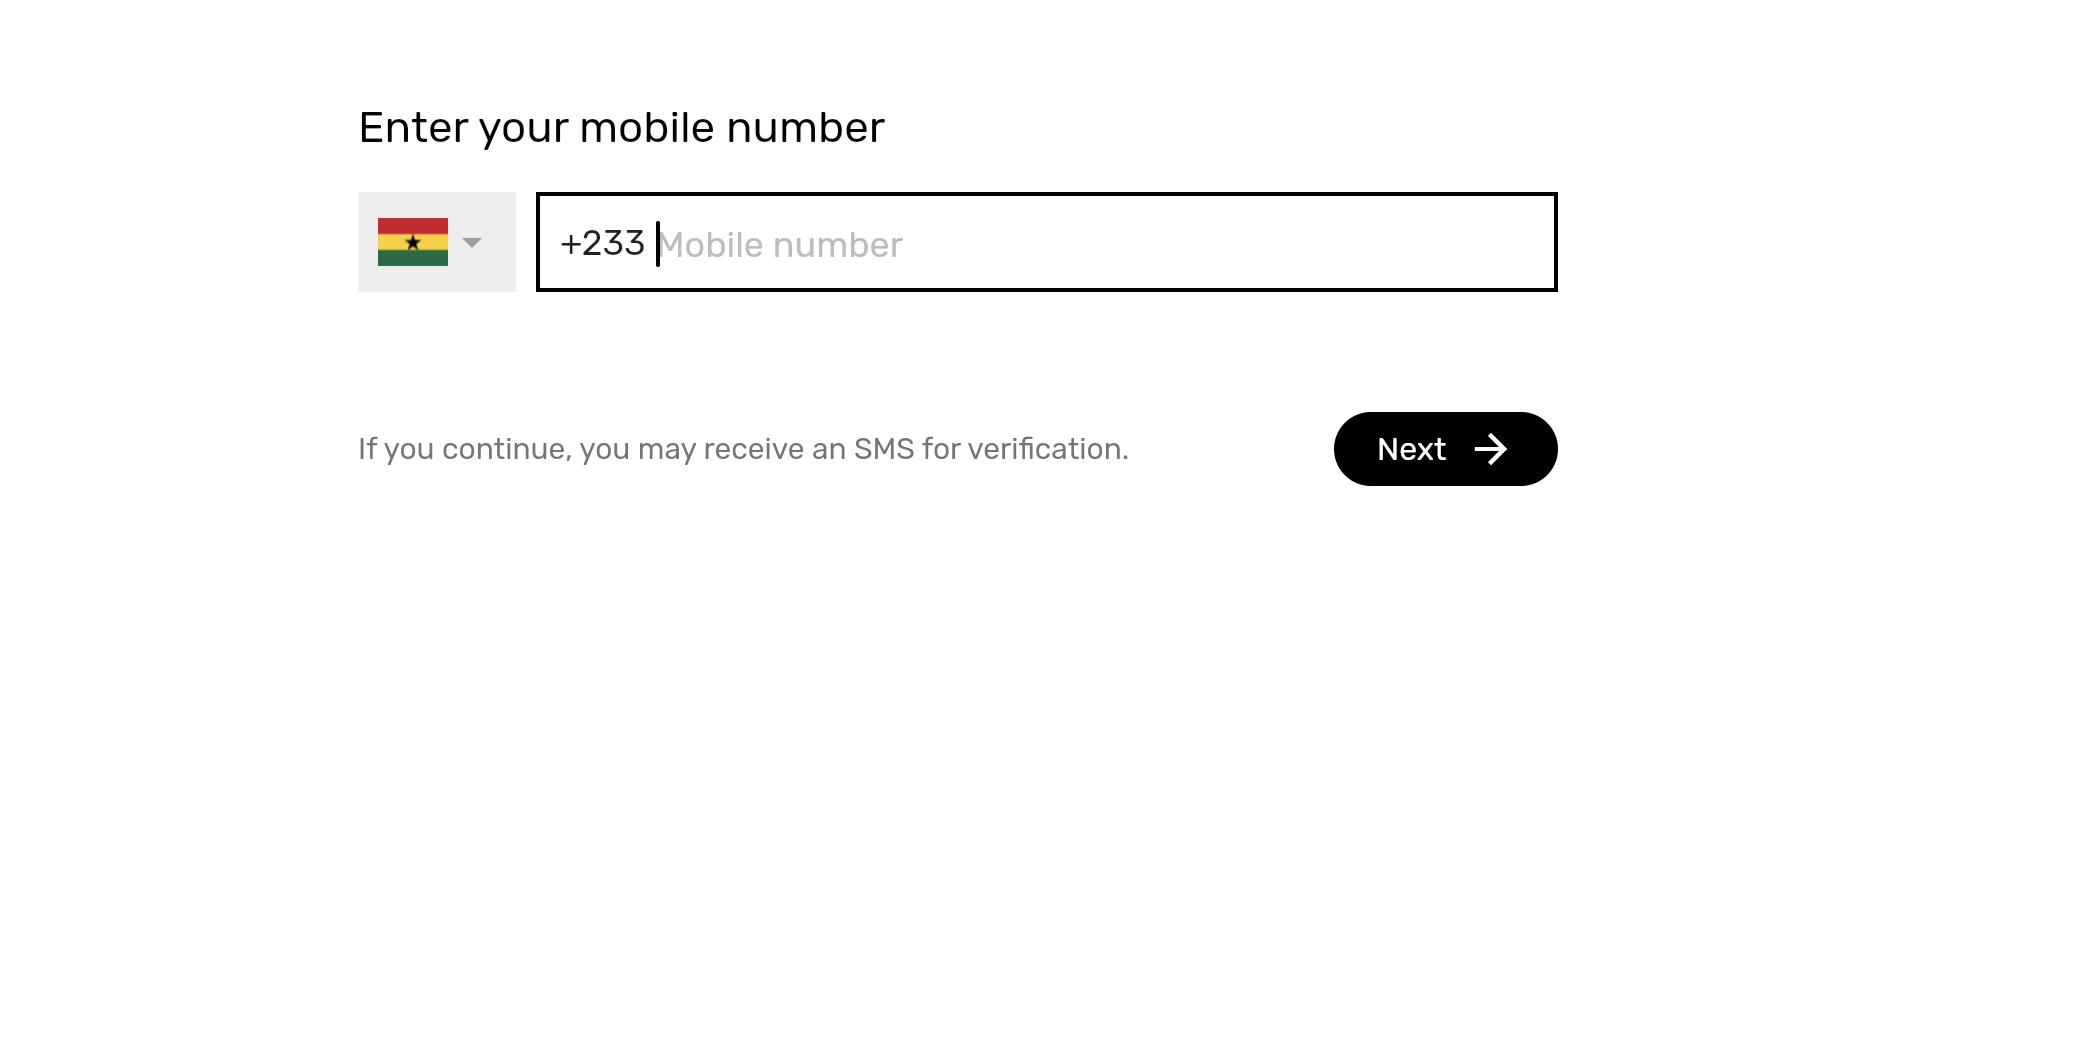 Enter your mobile number
+233 Mobile number
If you continue, you may receive an SMS for verification.
Next